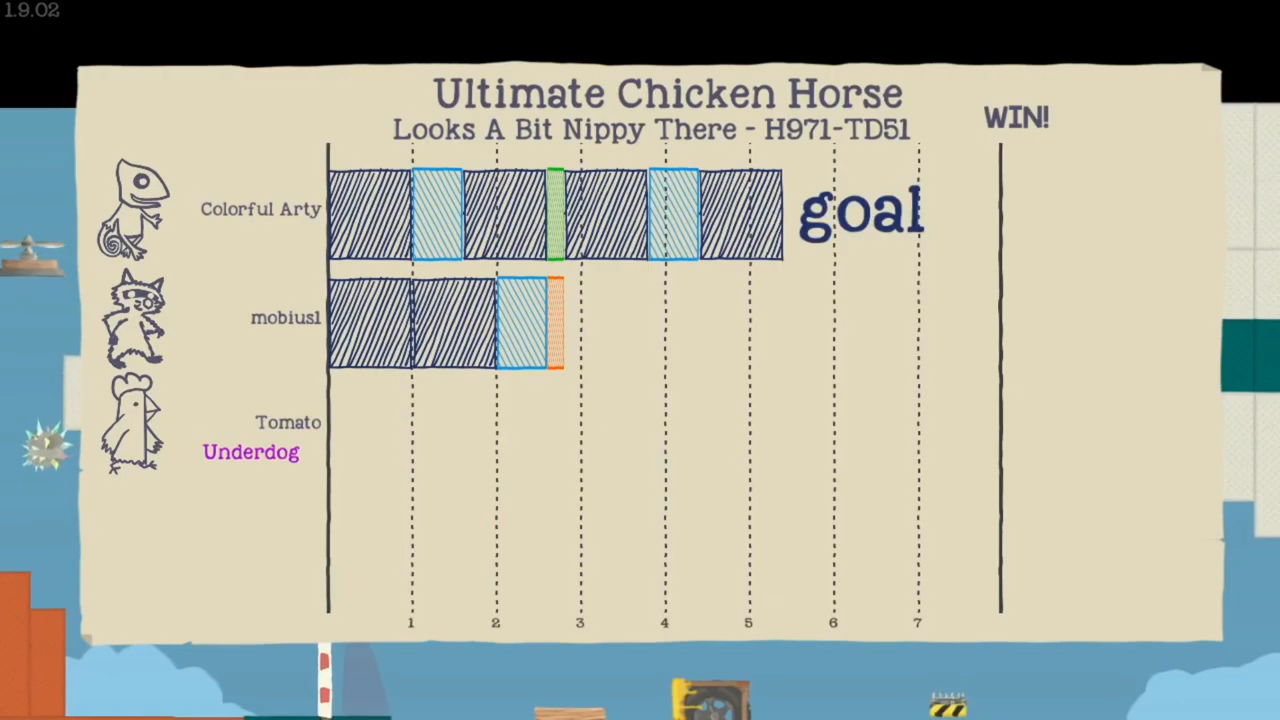 1.9.02
Ultimate Chicken Horse
Looks A Bit Nippy There - H971-TD51
WIN!
Colorful Arty
goal
mobius1
Tomato
Underdog
1 2 3 4 5 6 7